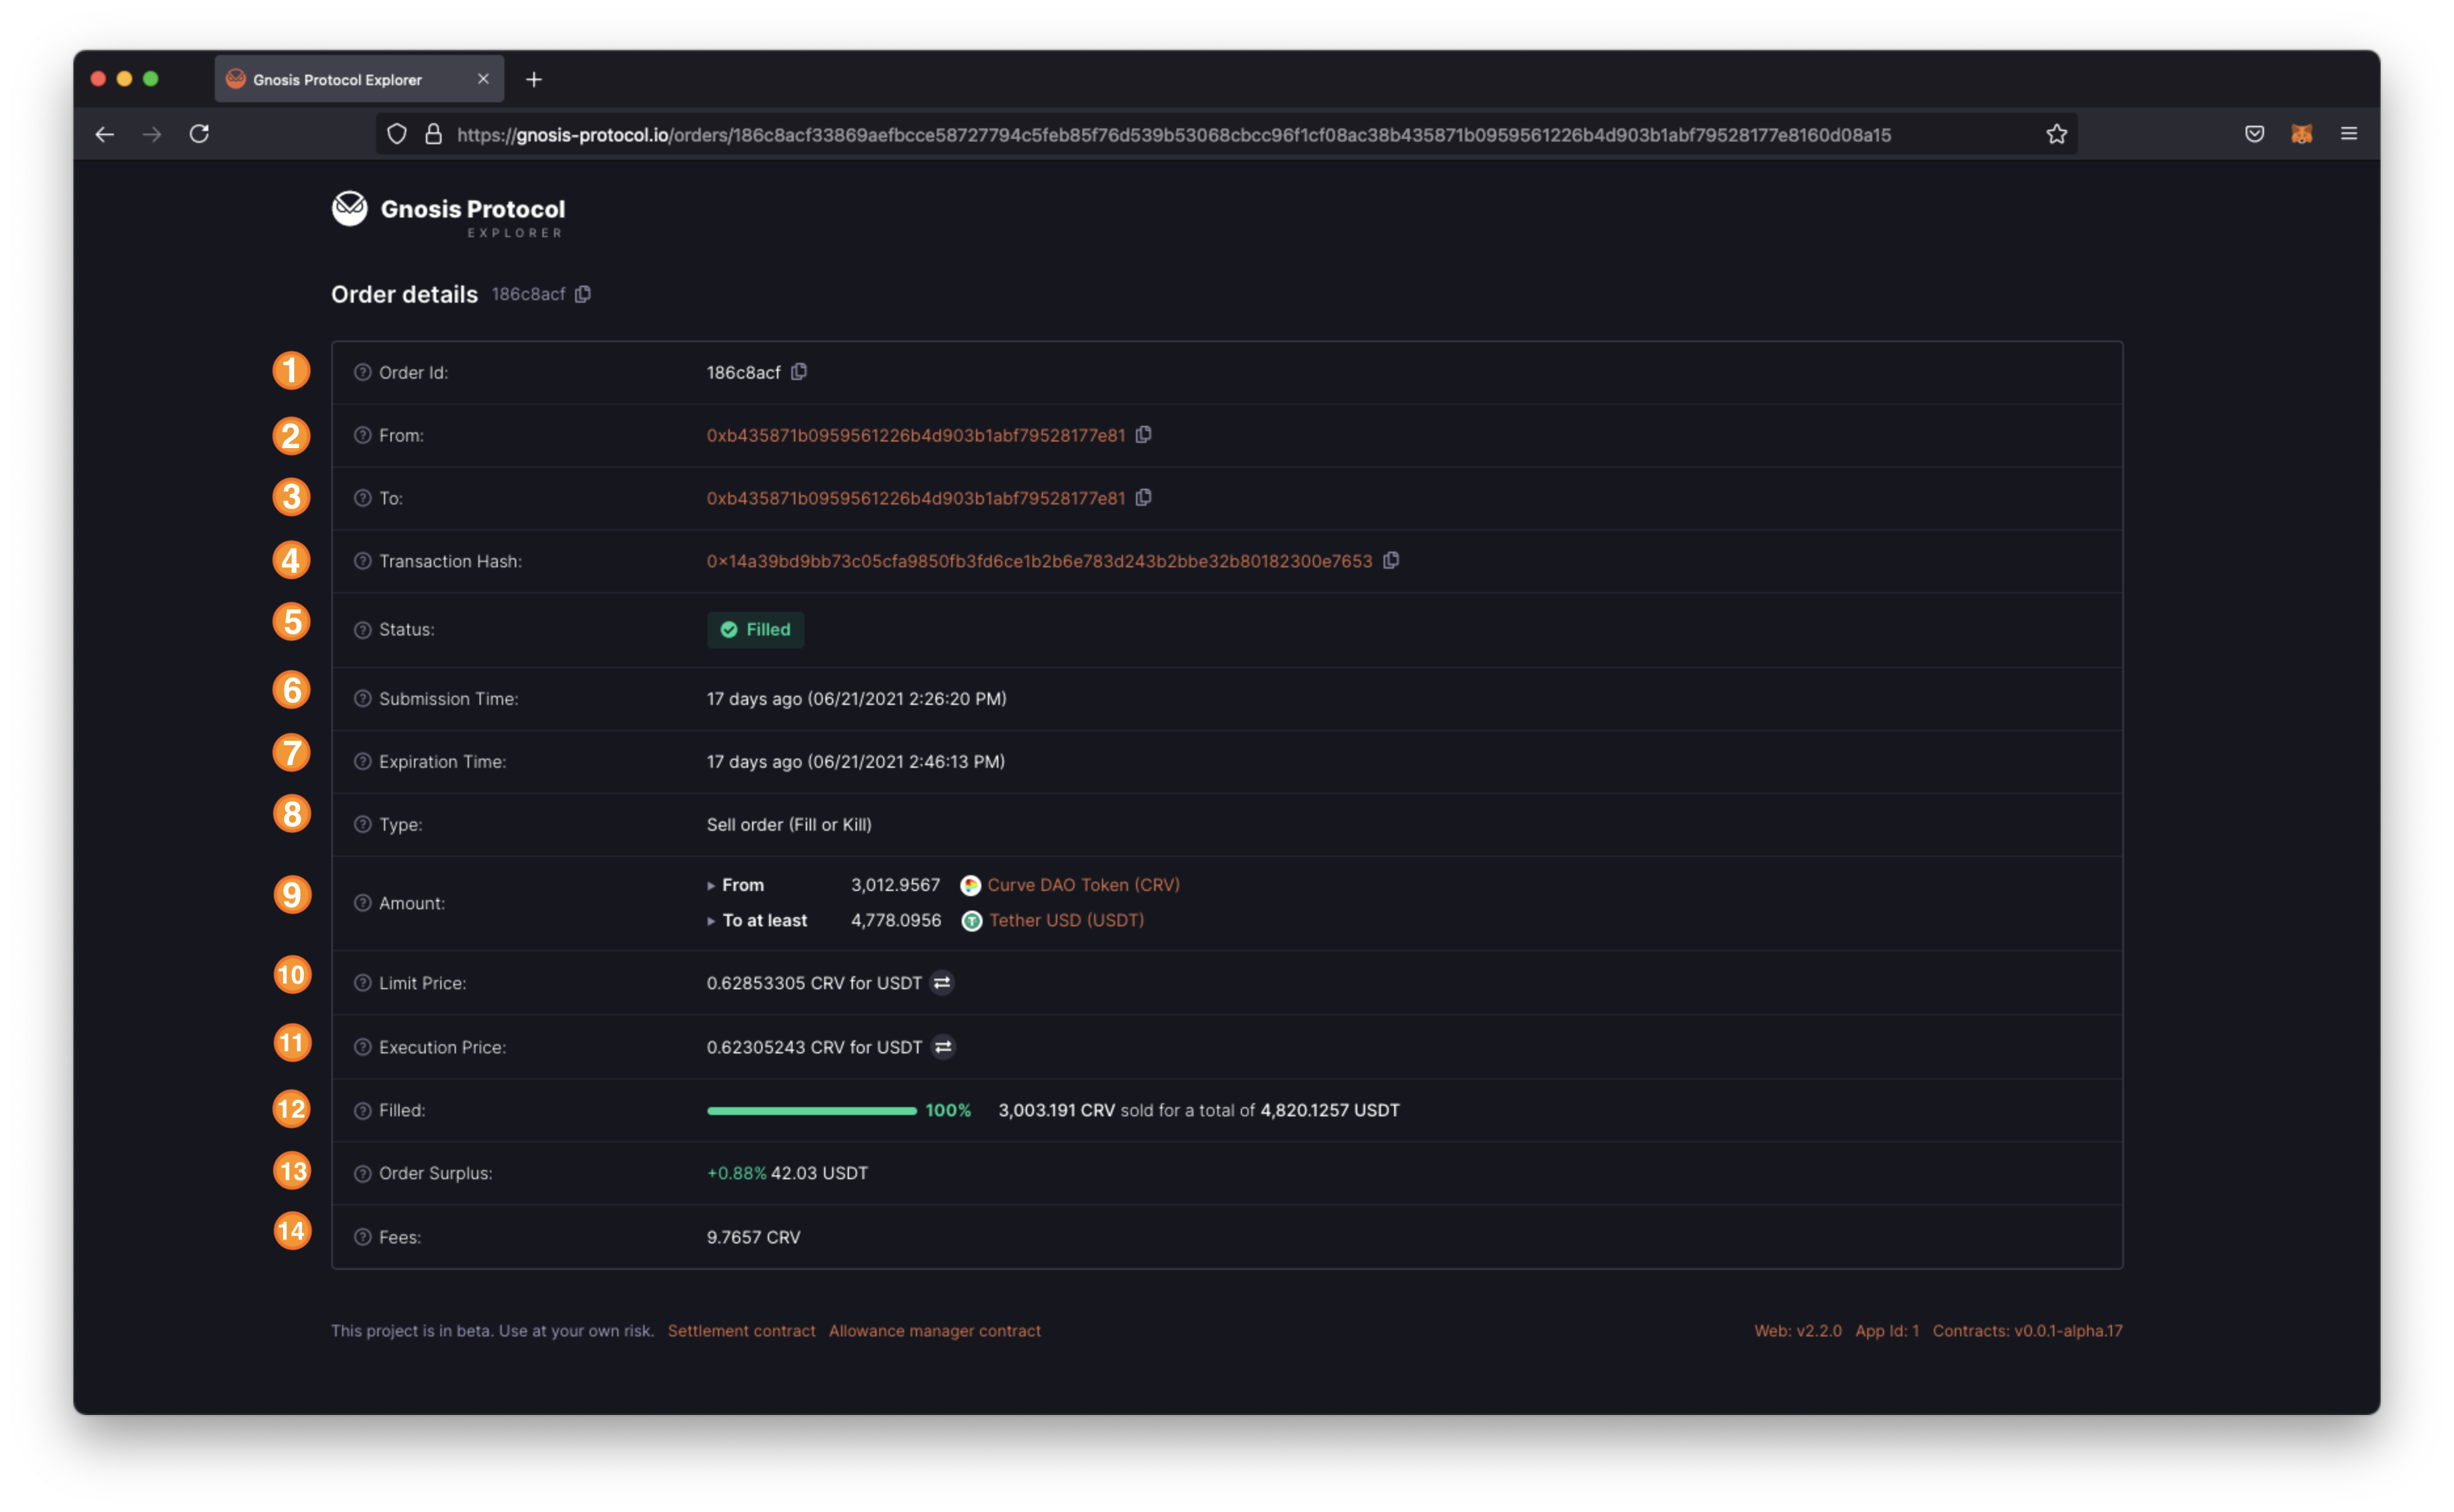 Gnosis Protocol Explorer
https://gnosis-protocol.io/orders/186c8acf33869aefbcce58727794c5feb85f76d539b53068cbcc96f1cf08ac38b435871b0959561226b4d903b1abf79528177e8160d08a15
Gnosis Protocol
EXPLORER
Order details 186c8acf
1 ? Order Id: 186c8acf
2 ? From: 0xb435871b0959561226b4d903b1abf79528177e81
3 ? To: 0xb435871b0959561226b4d903b1abf79528177e81
4 ? Transaction Hash: 0×14a39bd9bb73c05cfa9850fb3fd6ce1b2b6e783d243b2bbe32b80182300e7653
5 ? Status: Filled
6 ? Submission Time: 17 days ago (06/21/2021 2:26:20 PM)
7 ? Expiration Time: 17 days ago (06/21/2021 2:46:13 PM)
8 ? Type: Sell order (Fill or Kill)
9 ? Amount: From 3,012.9567 Curve DAO Token (CRV)
To at least 4,778.0956 Tether USD (USDT)
10 ? Limit Price: 0.62853305 CRV for USDT
11 ? Execution Price: 0.62305243 CRV for USDT
12 ? Filled: 100% 3,003.191 CRV sold for a total of 4,820.1257 USDT
13 ? Order Surplus: +0.88% 42.03 USDT
14 ? Fees: 9.7657 CRV
This project is in beta. Use at your own risk. Settlement contract Allowance manager contract
Web: v2.2.0 App Id: 1 Contracts: v0.0.1-alpha.17